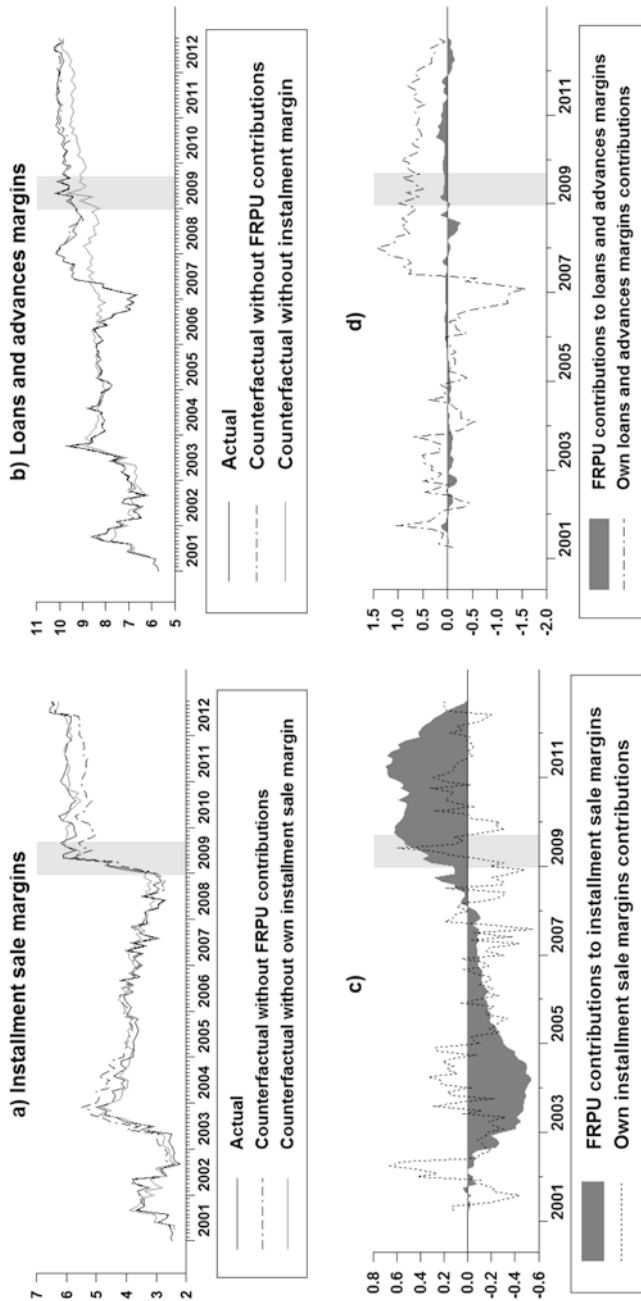 a) Installment sale margins
7
6
5
4
3
2
2001 2002 2003 2004 2005 2006 2007 2008 2009 2010 2011 2012
Actual
Counterfactual without FRPU contributions
Counterfactual without own installment sale margin
b) Loans and advances margins
11
10
9
8
7
6
5
2001 2002 2003 2004 2005 2006 2007 2008 2009 2010 2011 2012
Actual
Counterfactual without FRPU contributions
Counterfactual without instalment margin
c)
0.8
0.6
0.4
0.2
0.0
-0.2
-0.4
-0.6
2001 2003 2005 2007 2009 2011
FRPU contributions to installment sale margins
Own installment sale margins contributions
d)
1.5
1.0
0.5
0.0
-0.5
-1.0
-1.5
-2.0
2001 2003 2005 2007 2009 2011
FRPU contributions to loans and advances margins
Own loans and advances margins contributions